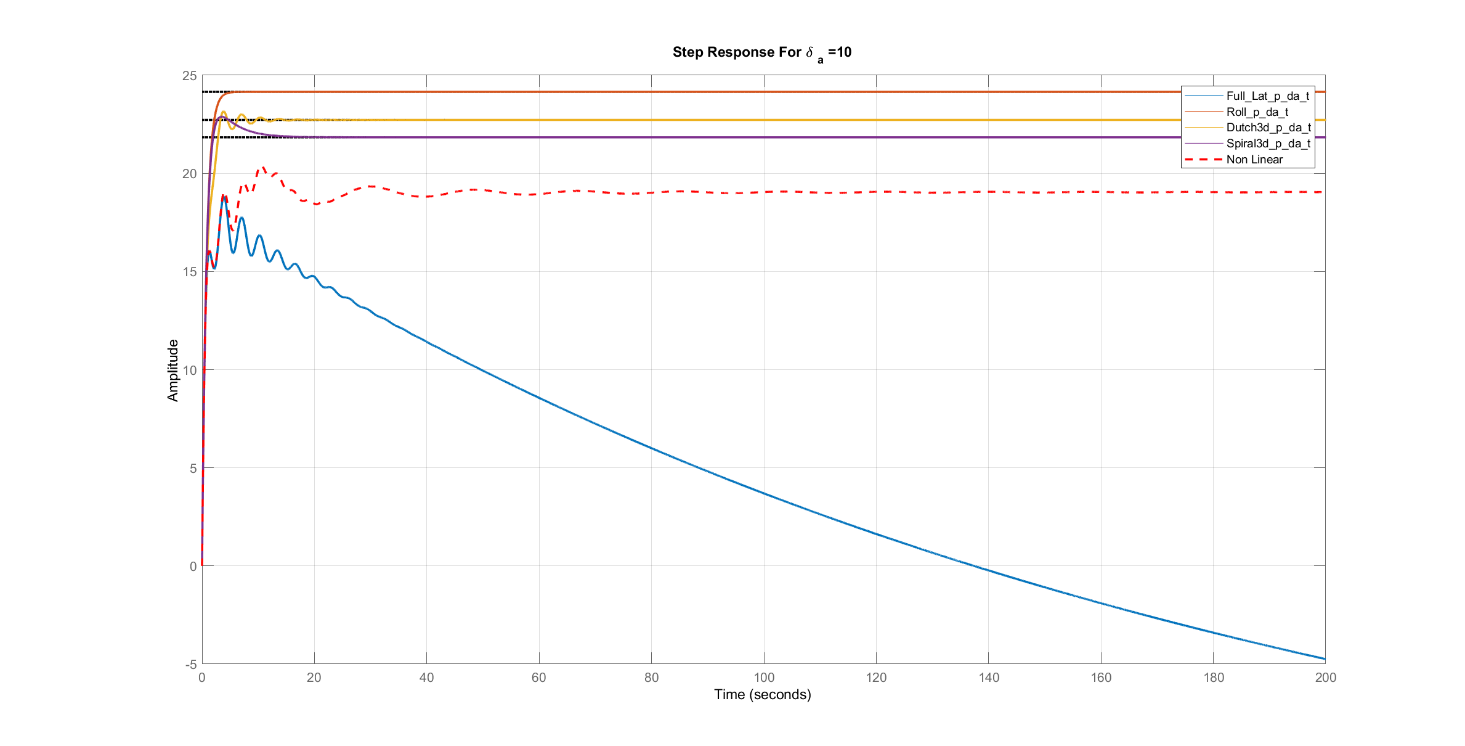 Step Response For δ a =10
25
20
15
10
5
0
-5
Amplitude
Full_Lat_p_da_t
Roll_p_da_t
Dutch3d_p_da_t
Spiral3d_p_da_t
Non Linear
0 20 40 60 80 100 120 140 160 180 200
Time (seconds)